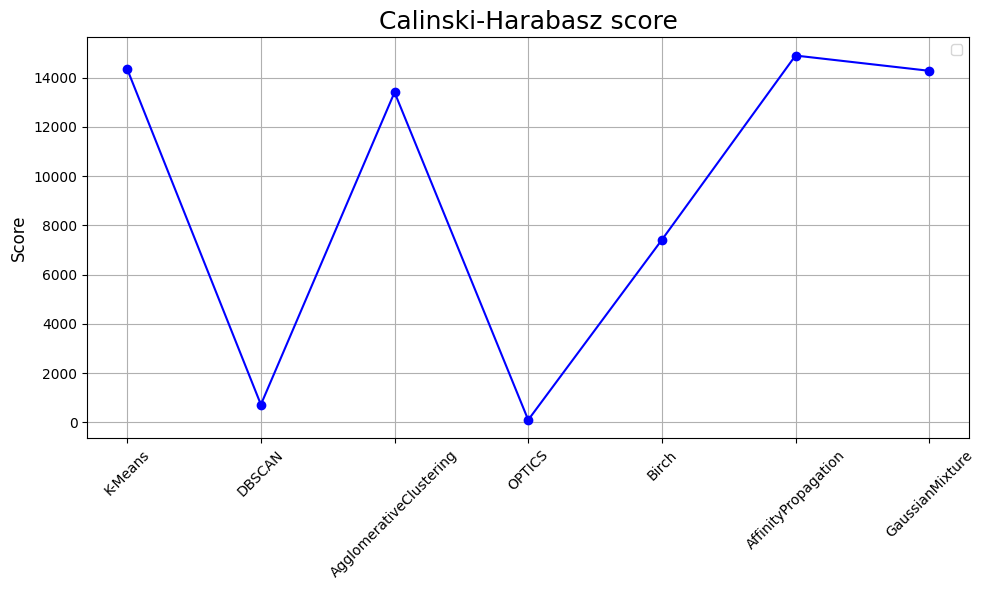 Calinski-Harabasz score
Score
14000
12000
10000
8000
6000
4000
2000
0
K-Means
DBSCAN
AgglomerativeClustering
OPTICS
Birch
AffinityPropagation
GaussianMixture